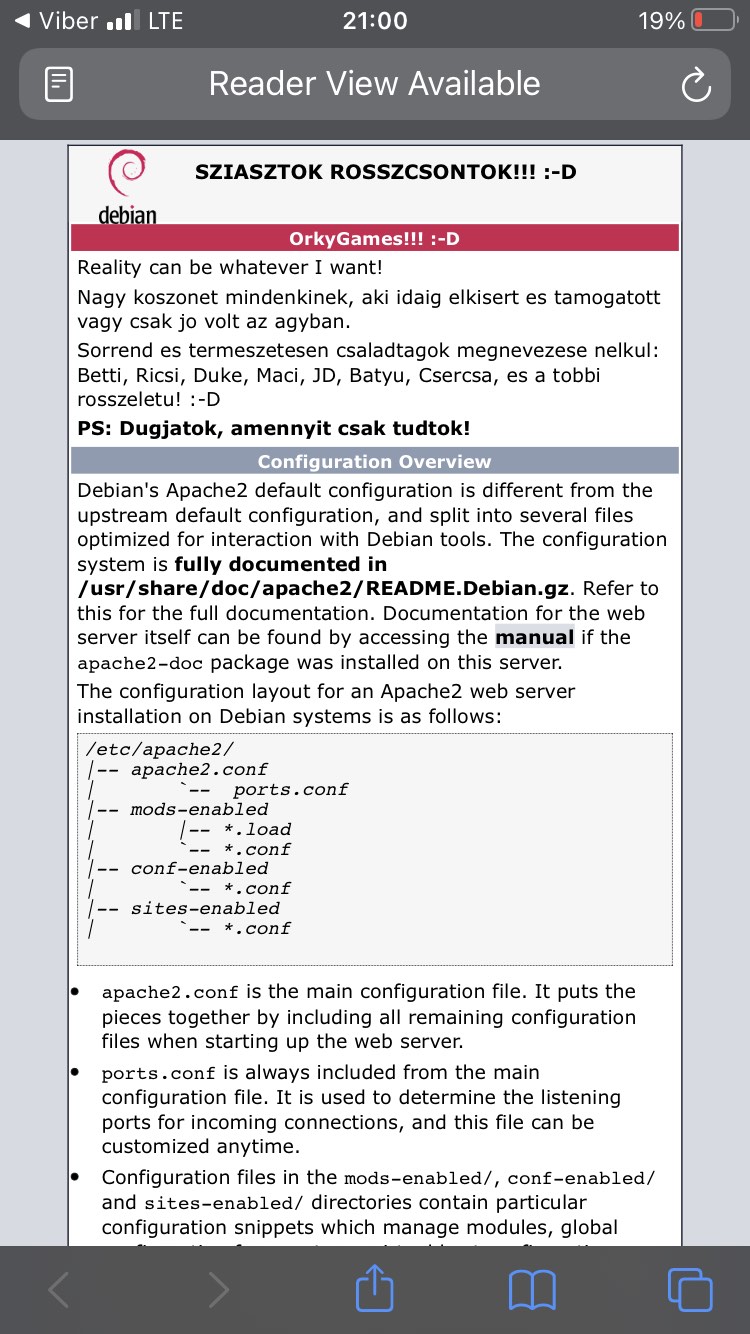 Viber LTE 21:00 19%
Reader View Available
debian
SZIASZTOK ROSSZCSONTOK!!! :-D
OrkyGames!!! :-D
Reality can be whatever I want!
Nagy koszonet mindenkinek, aki idaig elkisert es tamogatott
vagy csak jo volt az agyban.
Sorrend es termeszetesen csaladtagok megnevezese nelkul:
Betti, Ricsi, Duke, Maci, JD, Batyu, Csercsa, es a tobbi
rosszeletu! :-D
PS: Dugjatok, amennyit csak tudtok!
Configuration Overview
Debian's Apache2 default configuration is different from the
upstream default configuration, and split into several files
optimized for interaction with Debian tools. The configuration
system is fully documented in
/usr/share/doc/apache2/README.Debian.gz. Refer to
this for the full documentation. Documentation for the web
server itself can be found by accessing the manual if the
apache2-doc package was installed on this server.
The configuration layout for an Apache2 web server
installation on Debian systems is as follows:
/etc/apache2/
|-- apache2.conf
|       `--  ports.conf
|-- mods-enabled
|       |-- *.load
|       `-- *.conf
|-- conf-enabled
|       `-- *.conf
|-- sites-enabled
|       `-- *.conf
apache2.conf is the main configuration file. It puts the
pieces together by including all remaining configuration
files when starting up the web server.
ports.conf is always included from the main
configuration file. It is used to determine the listening
ports for incoming connections, and this file can be
customized anytime.
Configuration files in the mods-enabled/, conf-enabled/
and sites-enabled/ directories contain particular
configuration snippets which manage modules, global